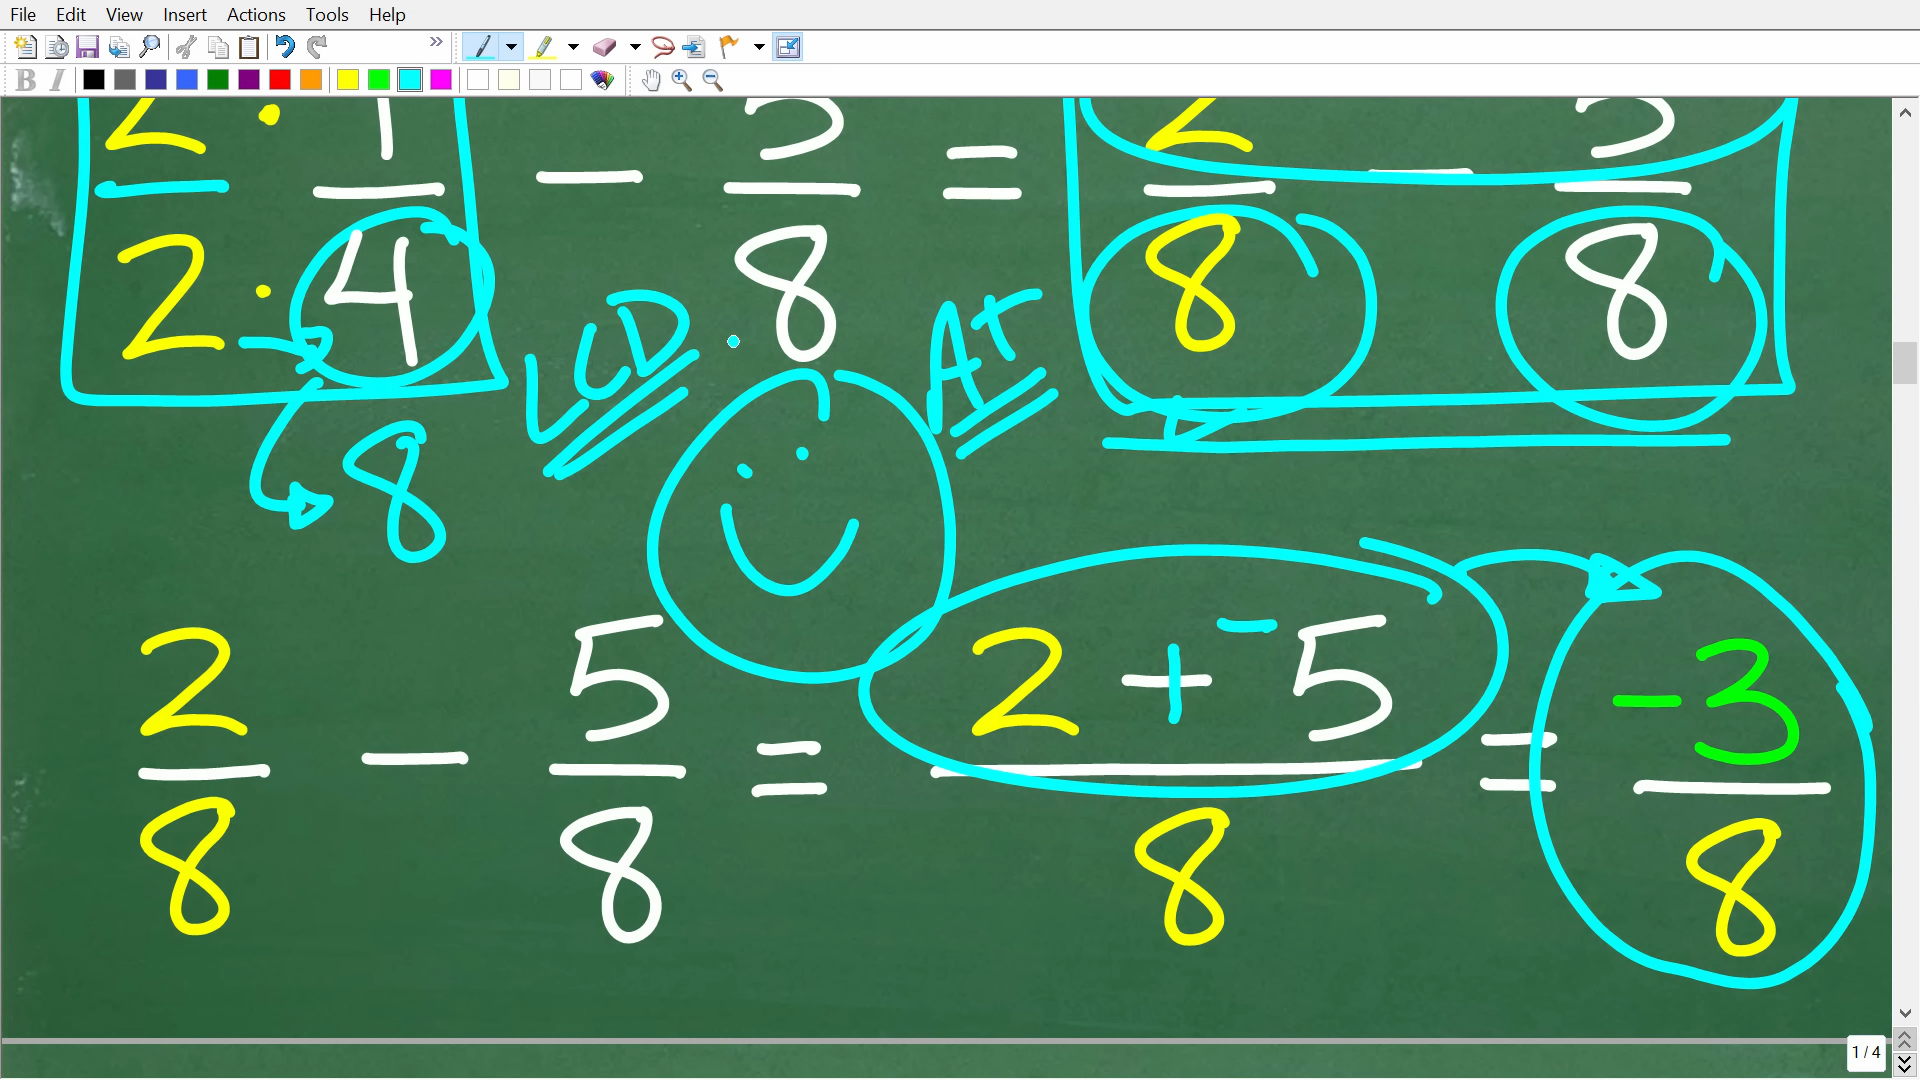 File Edit View Insert Actions Tools Help
B I
2 · 1 — 5 = 2 — 5
2 · 4 8 8 8
LCD A+
8
2 — 5 = 2 + -5 = -3
8 8 8 8
1 / 4